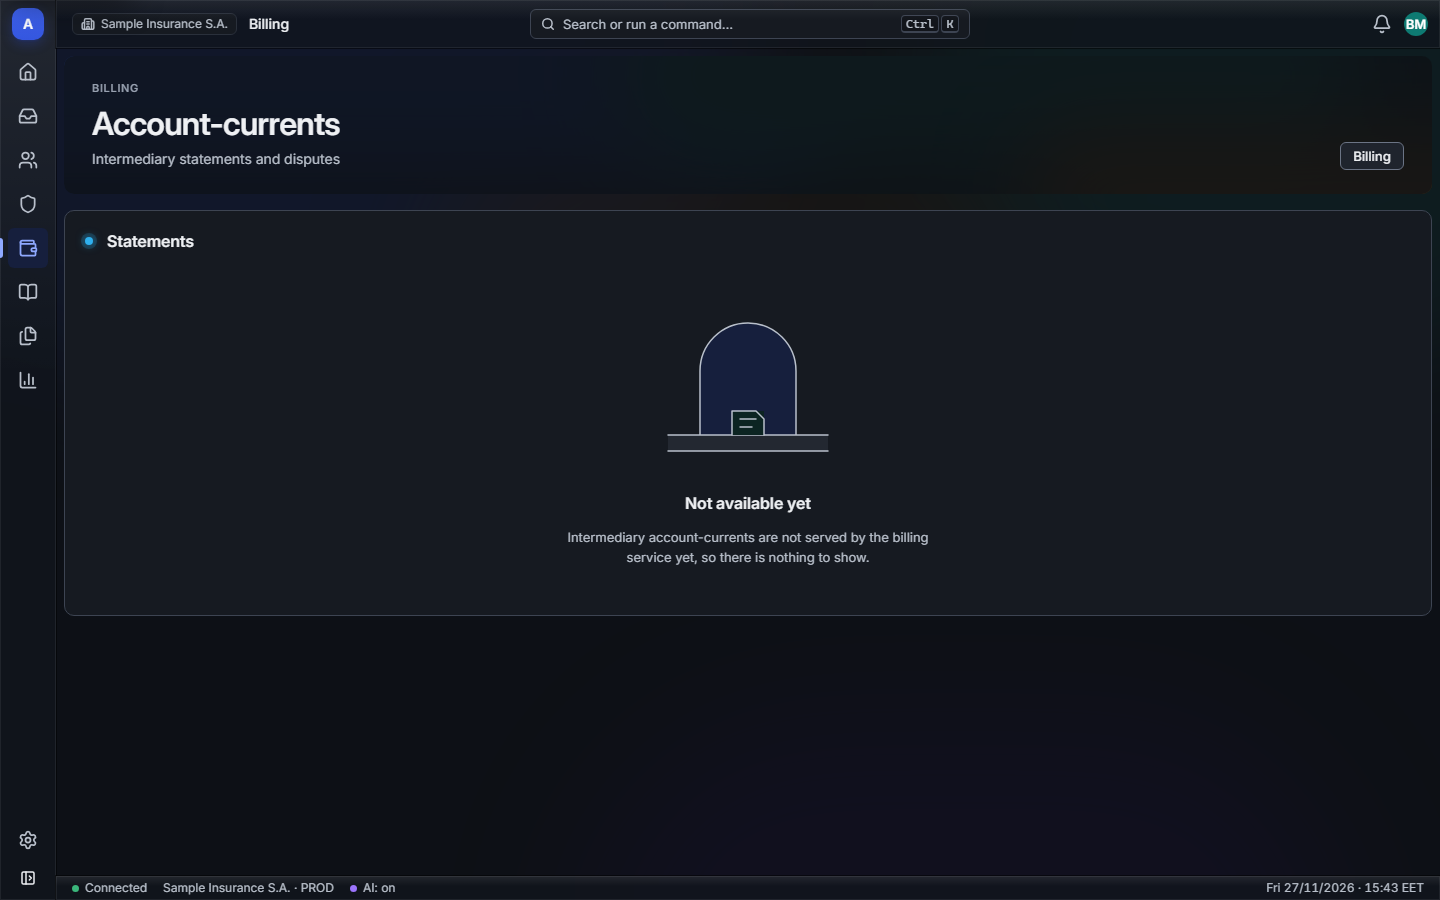 A
Sample Insurance S.A.
Billing
Search or run a command...
Ctrl K
BM
BILLING
Account-currents
Intermediary statements and disputes
Billing
Statements
Not available yet
Intermediary account-currents are not served by the billing
service yet, so there is nothing to show.
Connected
Sample Insurance S.A. · PROD
AI: on
Fri 27/11/2026 · 15:43 EET